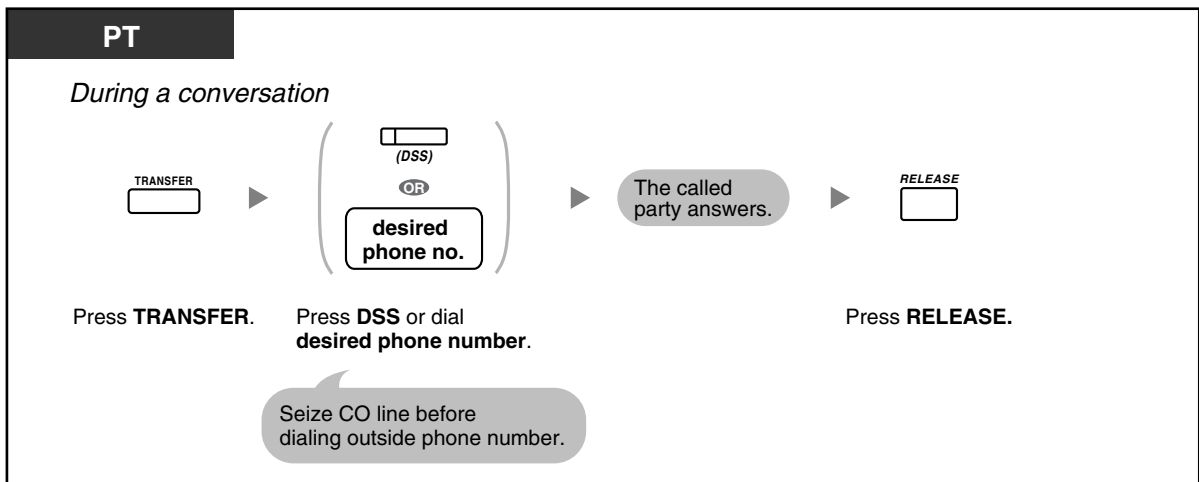 PT
During a conversation
TRANSFER
(DSS)
OR
desired
phone no.
The called
party answers.
RELEASE
Press TRANSFER.
Press DSS or dial
desired phone number.
Press RELEASE.
Seize CO line before
dialing outside phone number.